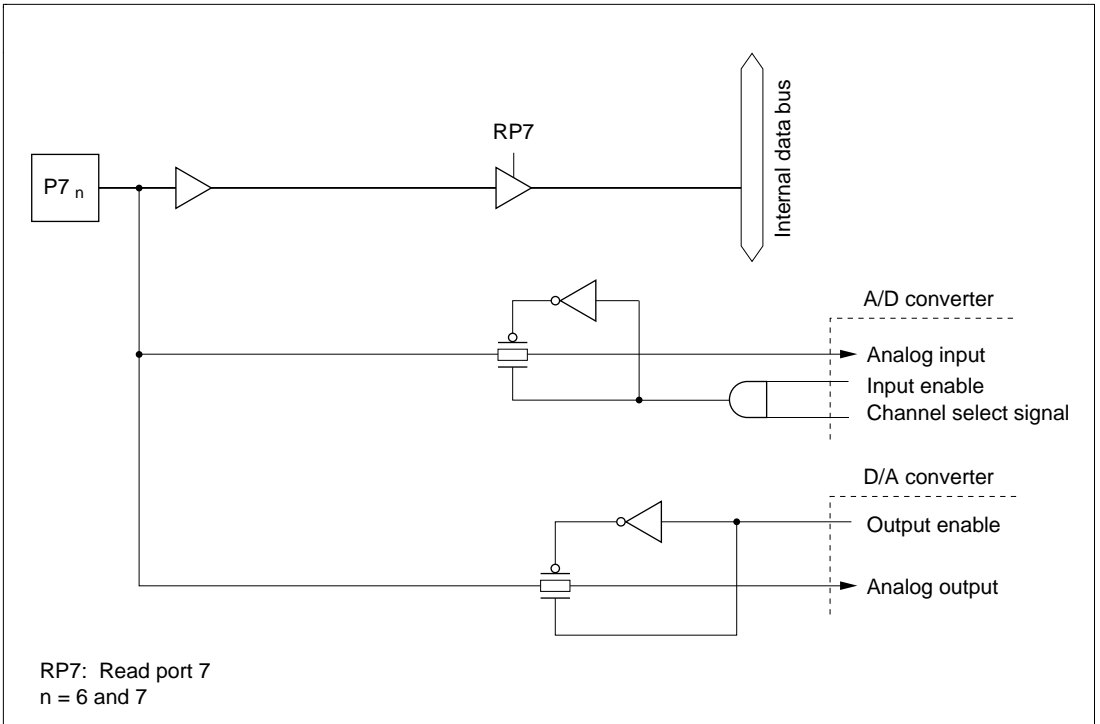 RP7
P7 n
Internal data bus
A/D converter
Analog input
Input enable
Channel select signal
D/A converter
Output enable
Analog output
RP7: Read port 7
n = 6 and 7